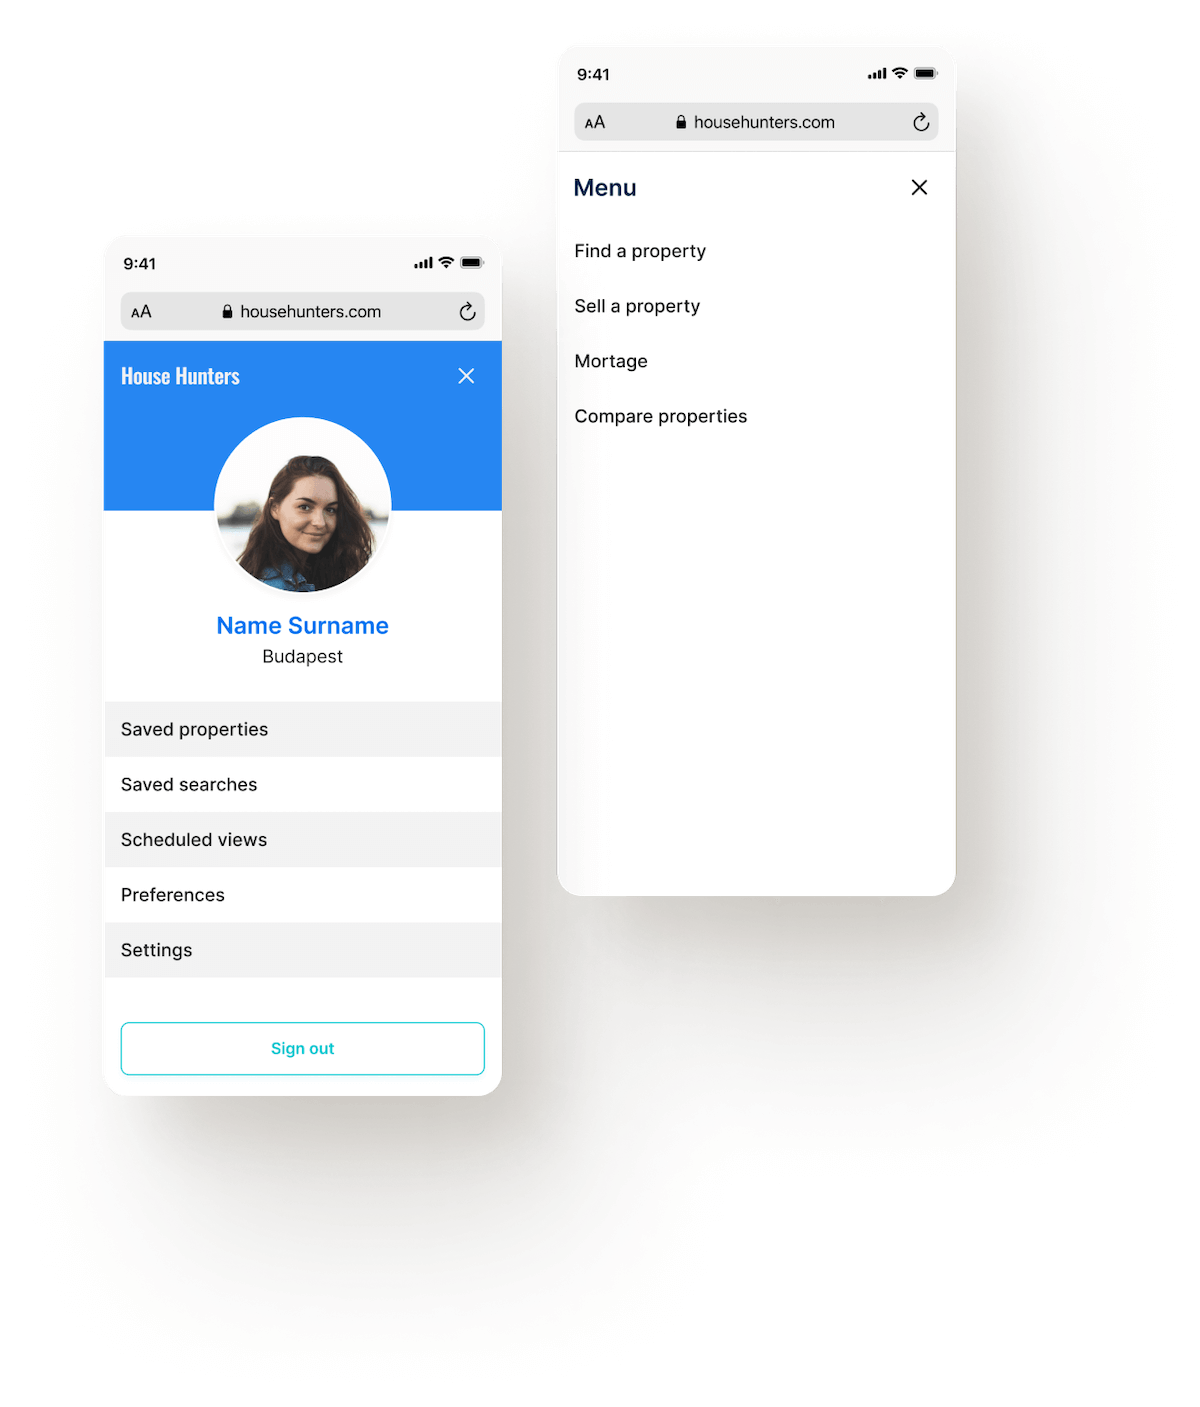 9:41
AA househunters.com
House Hunters
Name Surname
Budapest
Saved properties
Saved searches
Scheduled views
Preferences
Settings
Sign out
9:41
AA househunters.com
Menu
Find a property
Sell a property
Mortage
Compare properties